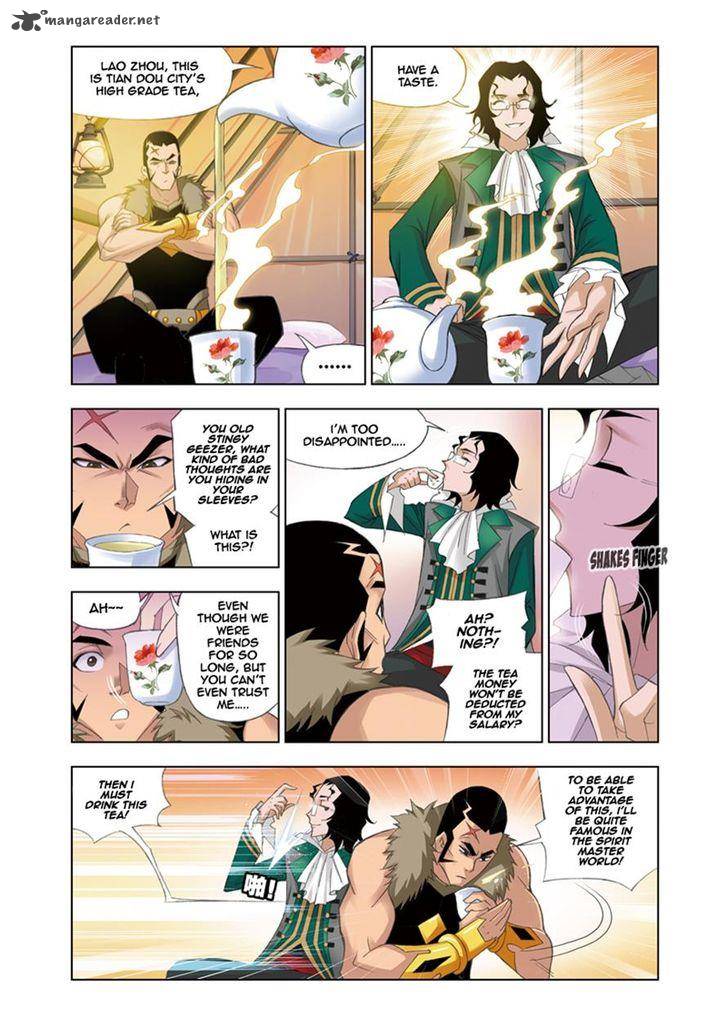 mangareader.net
LAO ZHOU, THIS
IS TIAN DOU CITY'S
HIGH GRADE TEA,
HAVE A
TASTE.
......
YOU OLD
STINGY
GEEZER, WHAT
KIND OF BAD
THOUGHTS ARE
YOU HIDING IN
YOUR
SLEEVES?
WHAT IS
THIS?!
I'M TOO
DISAPPOINTED.....
AH?
NOTH-
ING?!
THE TEA
MONEY
WON'T BE
DEDUCTED
FROM MY
SALARY?
SHAKES FINGER
AH~~
EVEN
THOUGH WE
WERE
FRIENDS
FOR SO
LONG, BUT
YOU CAN'T
EVEN TRUST
ME.....
THEN I
MUST
DRINK THIS
TEA!
TO BE ABLE
TO TAKE
ADVANTAGE
OF THIS, I'LL
BE QUITE
FAMOUS IN
THE SPIRIT
MASTER
WORLD!